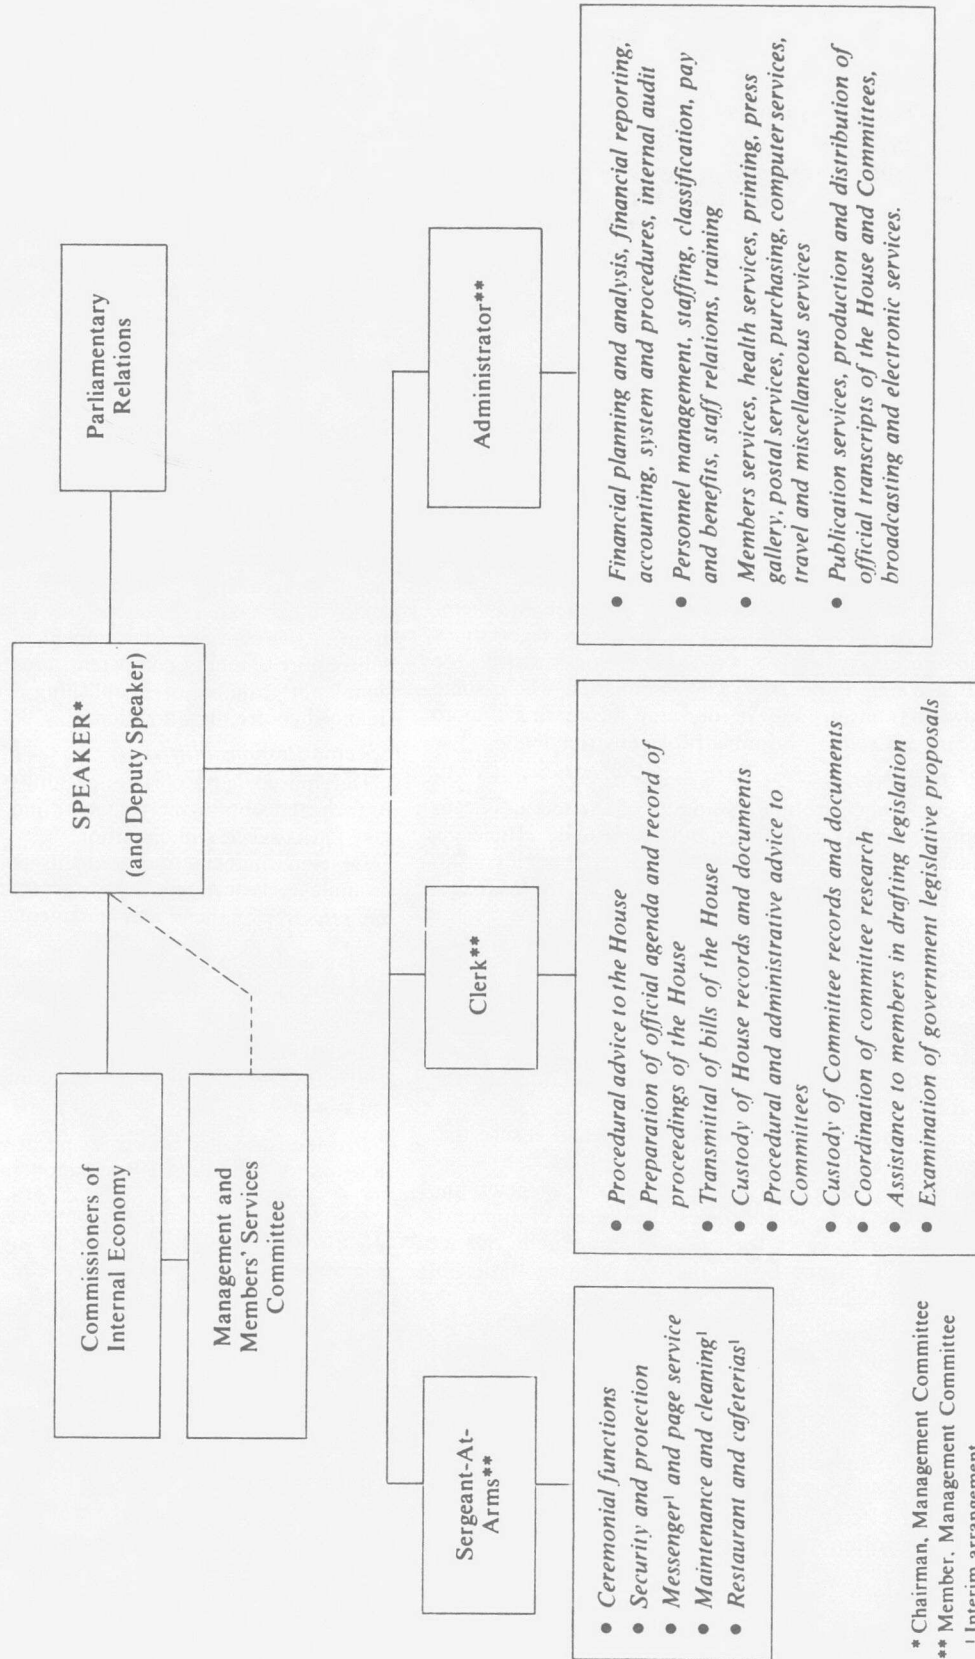 Commissioners of
Internal Economy
Management and
Members' Services
Committee
SPEAKER*
(and Deputy Speaker)
Parliamentary
Relations
Sergeant-At-
Arms**
• Ceremonial functions
• Security and protection
• Messenger¹ and page service
• Maintenance and cleaning¹
• Restaurant and cafeterias¹
Clerk**
• Procedural advice to the House
• Preparation of official agenda and record of
proceedings of the House
• Transmittal of bills of the House
• Custody of House records and documents
• Procedural and administrative advice to
Committees
• Custody of Committee records and documents
• Coordination of committee research
• Assistance to members in drafting legislation
• Examination of government legislative proposals
Administrator**
• Financial planning and analysis, financial reporting,
accounting, system and procedures, internal audit
• Personnel management, staffing, classification, pay
and benefits, staff relations, training
• Members services, health services, printing, press
gallery, postal services, purchasing, computer services,
travel and miscellaneous services
• Publication services, production and distribution of
official transcripts of the House and Committees,
broadcasting and electronic services.
* Chairman, Management Committee
** Member, Management Committee
¹ Interim arrangement